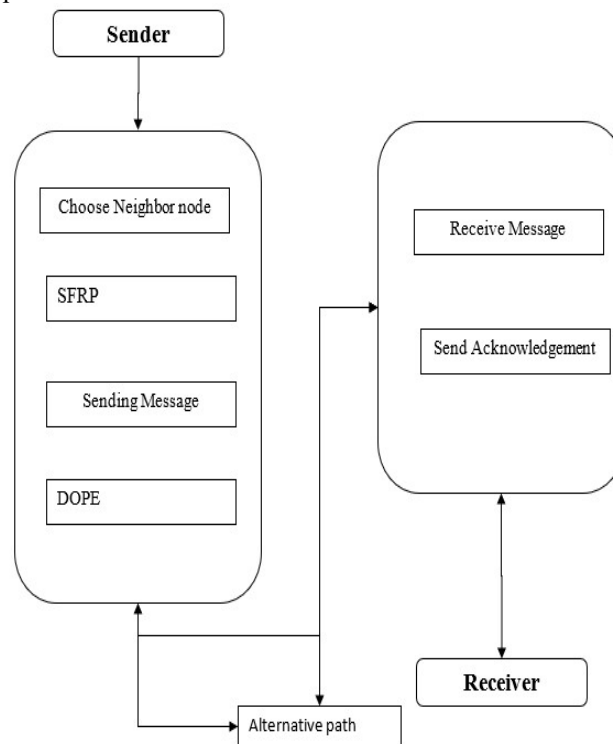 Sender
Choose Neighbor node
SFRP
Sending Message
DOPE
Receive Message
Send Acknowledgement
Receiver
Alternative path